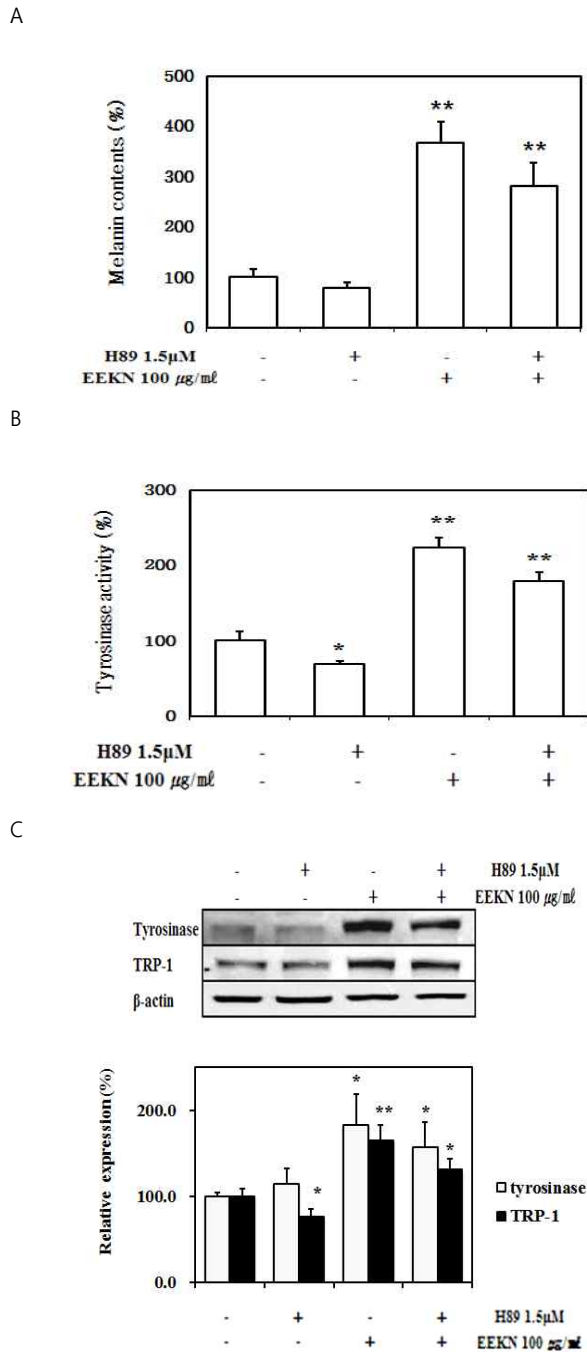 A
500
400
300
200
100
0
Melanin contents (%)
** **
H89 1.5μM - + - +
EEKN 100 μg/㎖ - - + +
B
300
200
100
0
Tyrosinase activity (%)
* ** **
H89 1.5μM - + - +
EEKN 100 μg/㎖ - - + +
C
- + - + H89 1.5μM
- - + + EEKN 100 μg/㎖
Tyrosinase
TRP-1
β-actin
200.0
100.0
0.0
Relative expression(%)
* * ** * *
tyrosinase
TRP-1
- + - + H89 1.5μM
- - + + EEKN 100